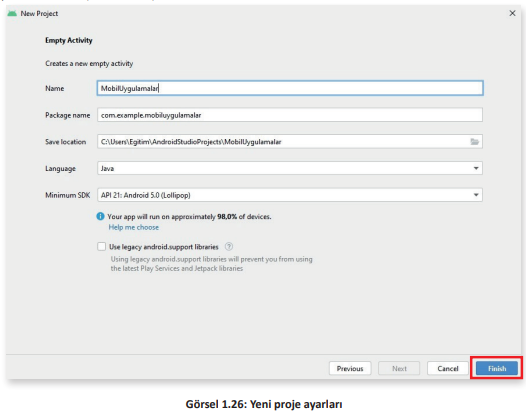 New Project
Empty Activity
Creates a new empty activity
Name
MobilUygulamalar
Package name
com.example.mobiluygulamalar
Save location
C:\Users\Egitim\AndroidStudioProjects\MobilUygulamalar
Language
Java
Minimum SDK
API 21: Android 5.0 (Lollipop)
Your app will run on approximately 98,0% of devices.
Help me choose
Use legacy android.support libraries
Using legacy android.support libraries will prevent you from using
the latest Play Services and Jetpack libraries
Previous
Next
Cancel
Finish
Görsel 1.26: Yeni proje ayarları